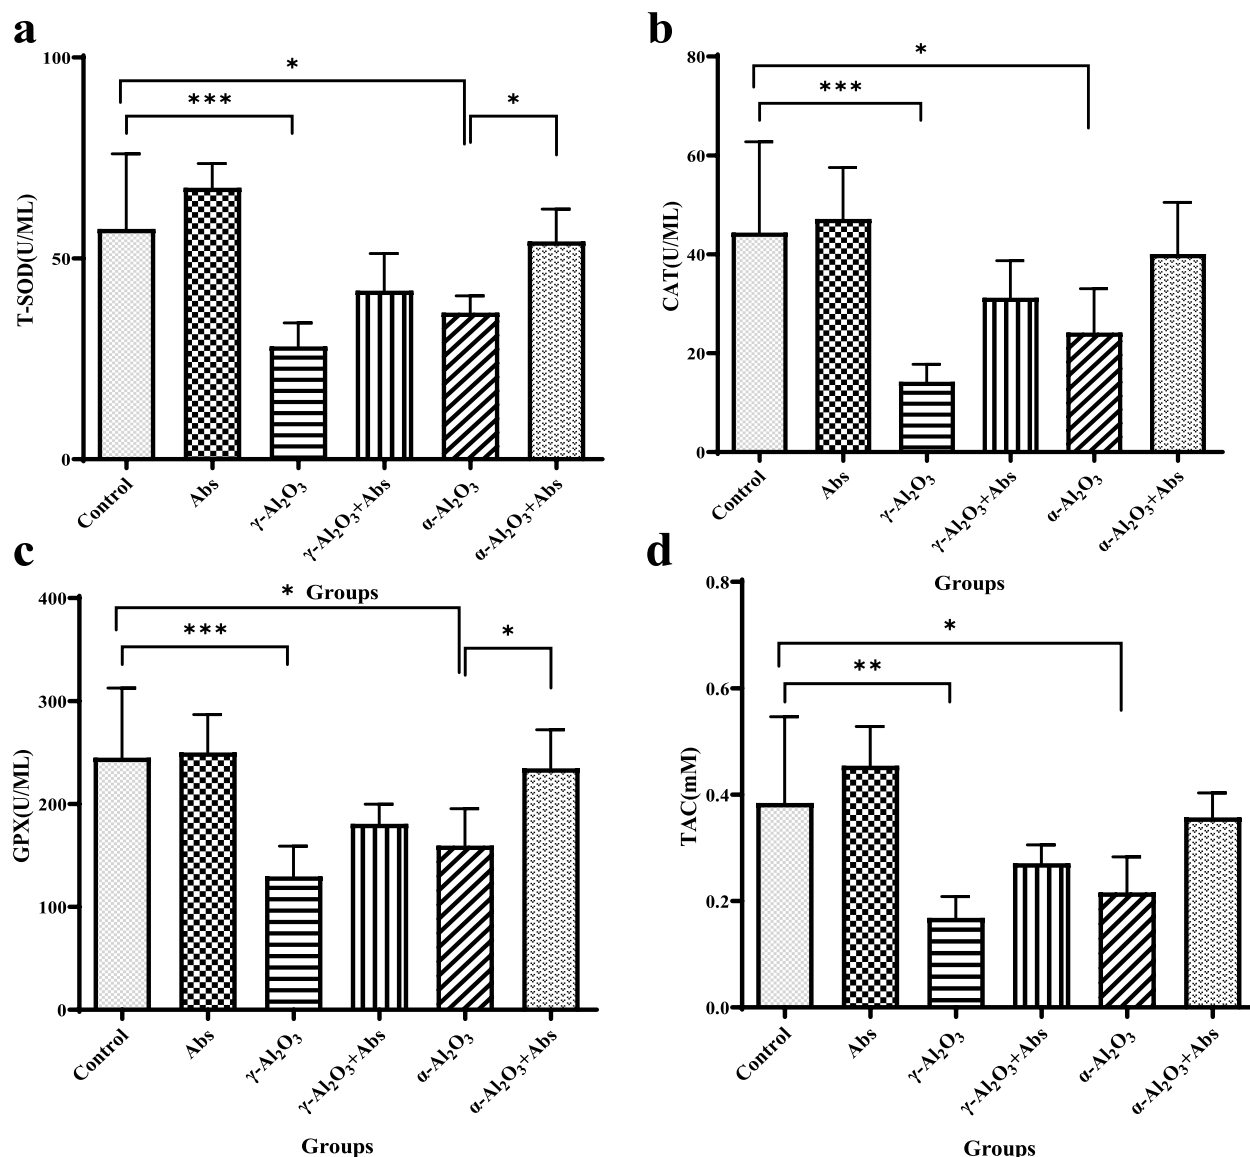 a
100
50
0
T-SOD(U/ML)
*
***
*
Control
Abs
γ-Al₂O₃
γ-Al₂O₃+Abs
α-Al₂O₃
α-Al₂O₃+Abs
Groups
b
80
60
40
20
0
CAT(U/ML)
*
***
Control
Abs
γ-Al₂O₃
γ-Al₂O₃+Abs
α-Al₂O₃
α-Al₂O₃+Abs
Groups
c
400
300
200
100
0
GPX(U/ML)
*
***
*
Control
Abs
γ-Al₂O₃
γ-Al₂O₃+Abs
α-Al₂O₃
α-Al₂O₃+Abs
Groups
d
0.8
0.6
0.4
0.2
0.0
TAC(mM)
*
**
Control
Abs
γ-Al₂O₃
γ-Al₂O₃+Abs
α-Al₂O₃
α-Al₂O₃+Abs
Groups